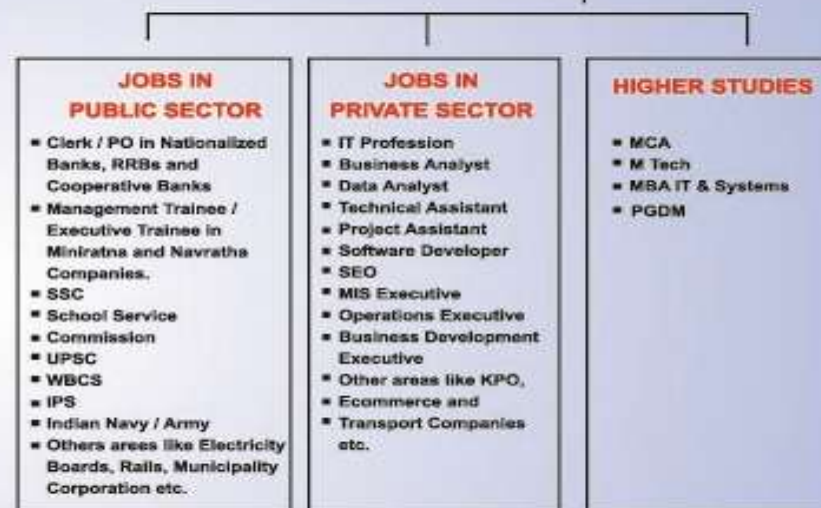 JOBS IN
PUBLIC SECTOR
▪ Clerk / PO in Nationalized
Banks, RRBs and
Cooperative Banks
▪ Management Trainee /
Executive Trainee in
Miniratna and Navratha
Companies.
▪ SSC
▪ School Service
▪ Commission
▪ UPSC
▪ WBCS
▪ IPS
▪ Indian Navy / Army
▪ Others areas like Electricity
Boards, Rails, Municipality
Corporation etc.
JOBS IN
PRIVATE SECTOR
▪ IT Profession
▪ Business Analyst
▪ Data Analyst
▪ Technical Assistant
▪ Project Assistant
▪ Software Developer
▪ SEO
▪ MIS Executive
▪ Operations Executive
▪ Business Development
Executive
▪ Other areas like KPO,
▪ Ecommerce and
▪ Transport Companies
etc.
HIGHER STUDIES
▪ MCA
▪ M Tech
▪ MBA IT & Systems
▪ PGDM